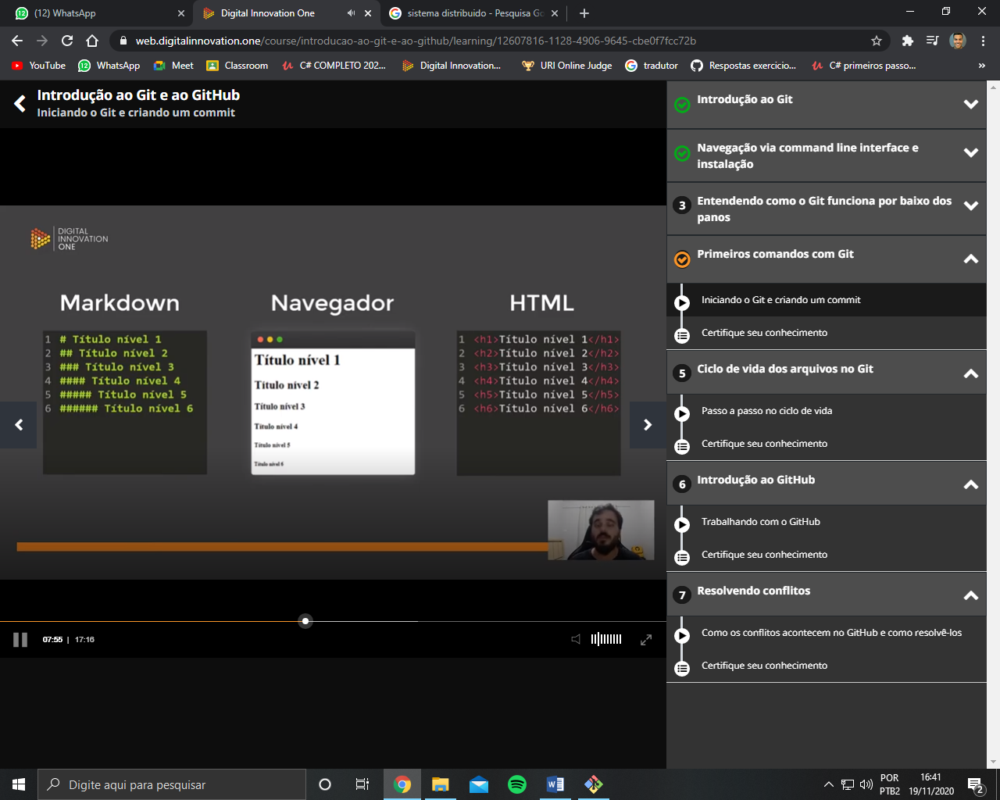 (12) WhatsApp
Digital Innovation One
sistema distribuido - Pesquisa Go
web.digitalinnovation.one/course/introducao-ao-git-e-ao-github/learning/12607816-1128-4906-9645-cbe0f7fcc72b
YouTube WhatsApp Meet Classroom C# COMPLETO 202... Digital Innovation... URI Online Judge tradutor Respostas exercicio... C# primeiros passo... »
Introdução ao Git e ao GitHub
Iniciando o Git e criando um commit
DIGITAL
INNOVATION
ONE
Markdown
1 # Título nível 1
2 ## Título nível 2
3 ### Título nível 3
4 #### Título nível 4
5 ##### Título nível 5
6 ###### Título nível 6
Navegador
Título nível 1
Título nível 2
Título nível 3
Título nível 4
Título nível 5
Título nível 6
HTML
1 <h1>Título nível 1</h1>
2 <h2>Título nível 2</h2>
3 <h3>Título nível 3</h3>
4 <h4>Título nível 4</h4>
5 <h5>Título nível 5</h5>
6 <h6>Título nível 6</h6>
07:55 | 17:16
Introdução ao Git
Navegação via command line interface e
instalação
3 Entendendo como o Git funciona por baixo dos
panos
Primeiros comandos com Git
Iniciando o Git e criando um commit
Certifique seu conhecimento
5 Ciclo de vida dos arquivos no Git
Passo a passo no ciclo de vida
Certifique seu conhecimento
6 Introdução ao GitHub
Trabalhando com o GitHub
Certifique seu conhecimento
7 Resolvendo conflitos
Como os conflitos acontecem no GitHub e como resolvê-los
Certifique seu conhecimento
Digite aqui para pesquisar
POR
PTB2
16:41
19/11/2020
2